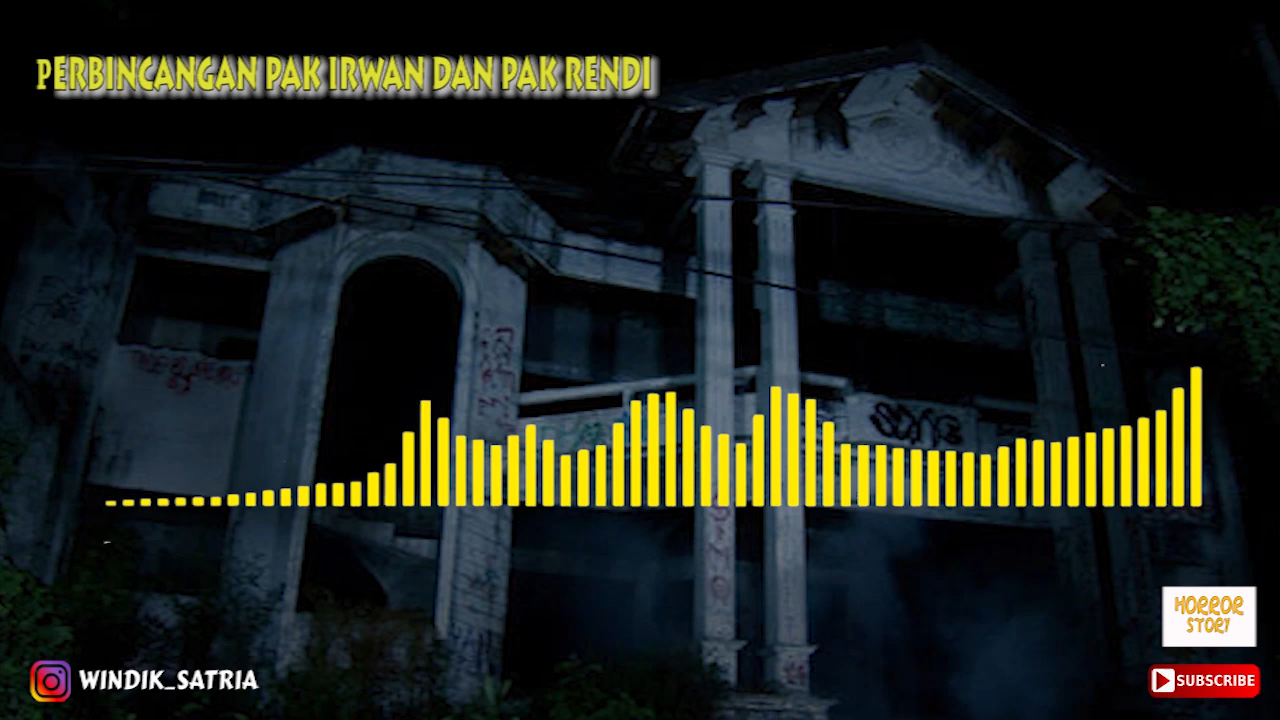 PERBINCANGAN PAK IRWAN DAN PAK RENDI
HORROR
STORY
WINDIK_SATRIA
SUBSCRIBE